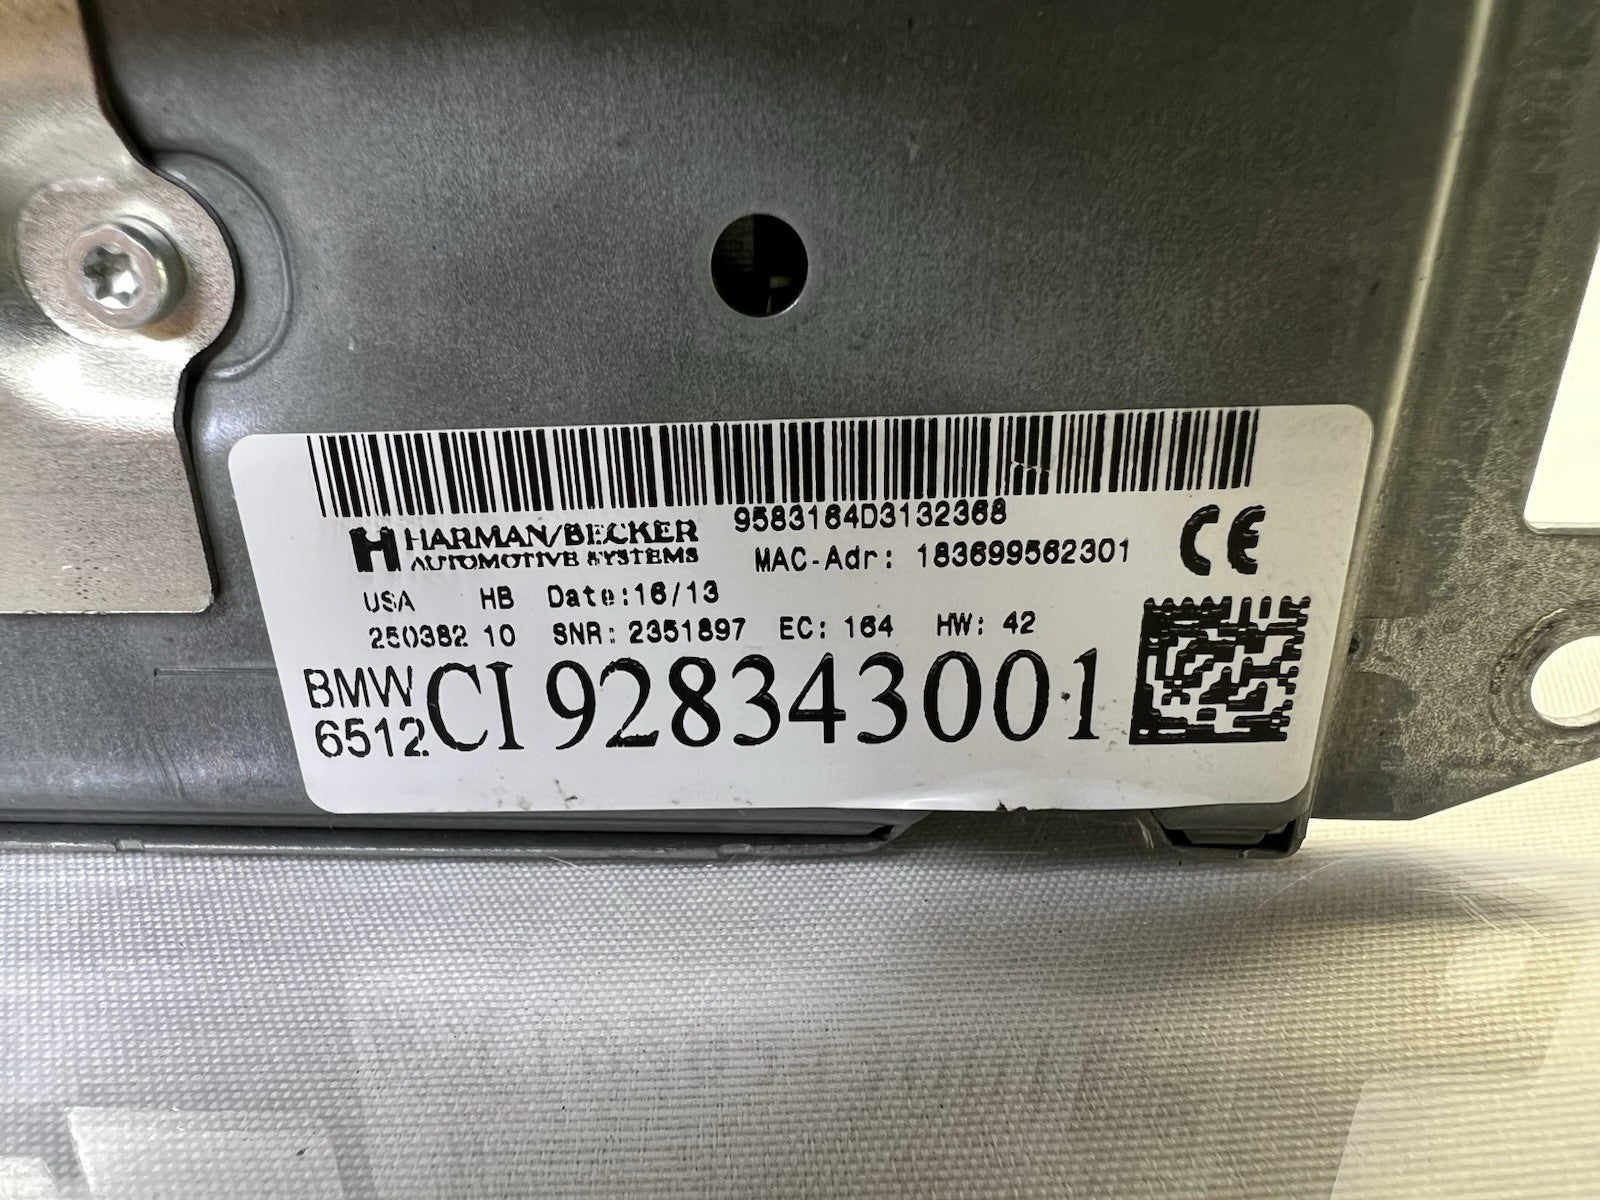 9583164D3132368
HARMAN/BECKER
AUTOMOTIVE SYSTEMS
MAC-Adr: 183699562301
CE
USA HB Date:16/13
250382 10 SNR: 2351897 EC: 164 HW: 42
BMW
6512. CI 928343001